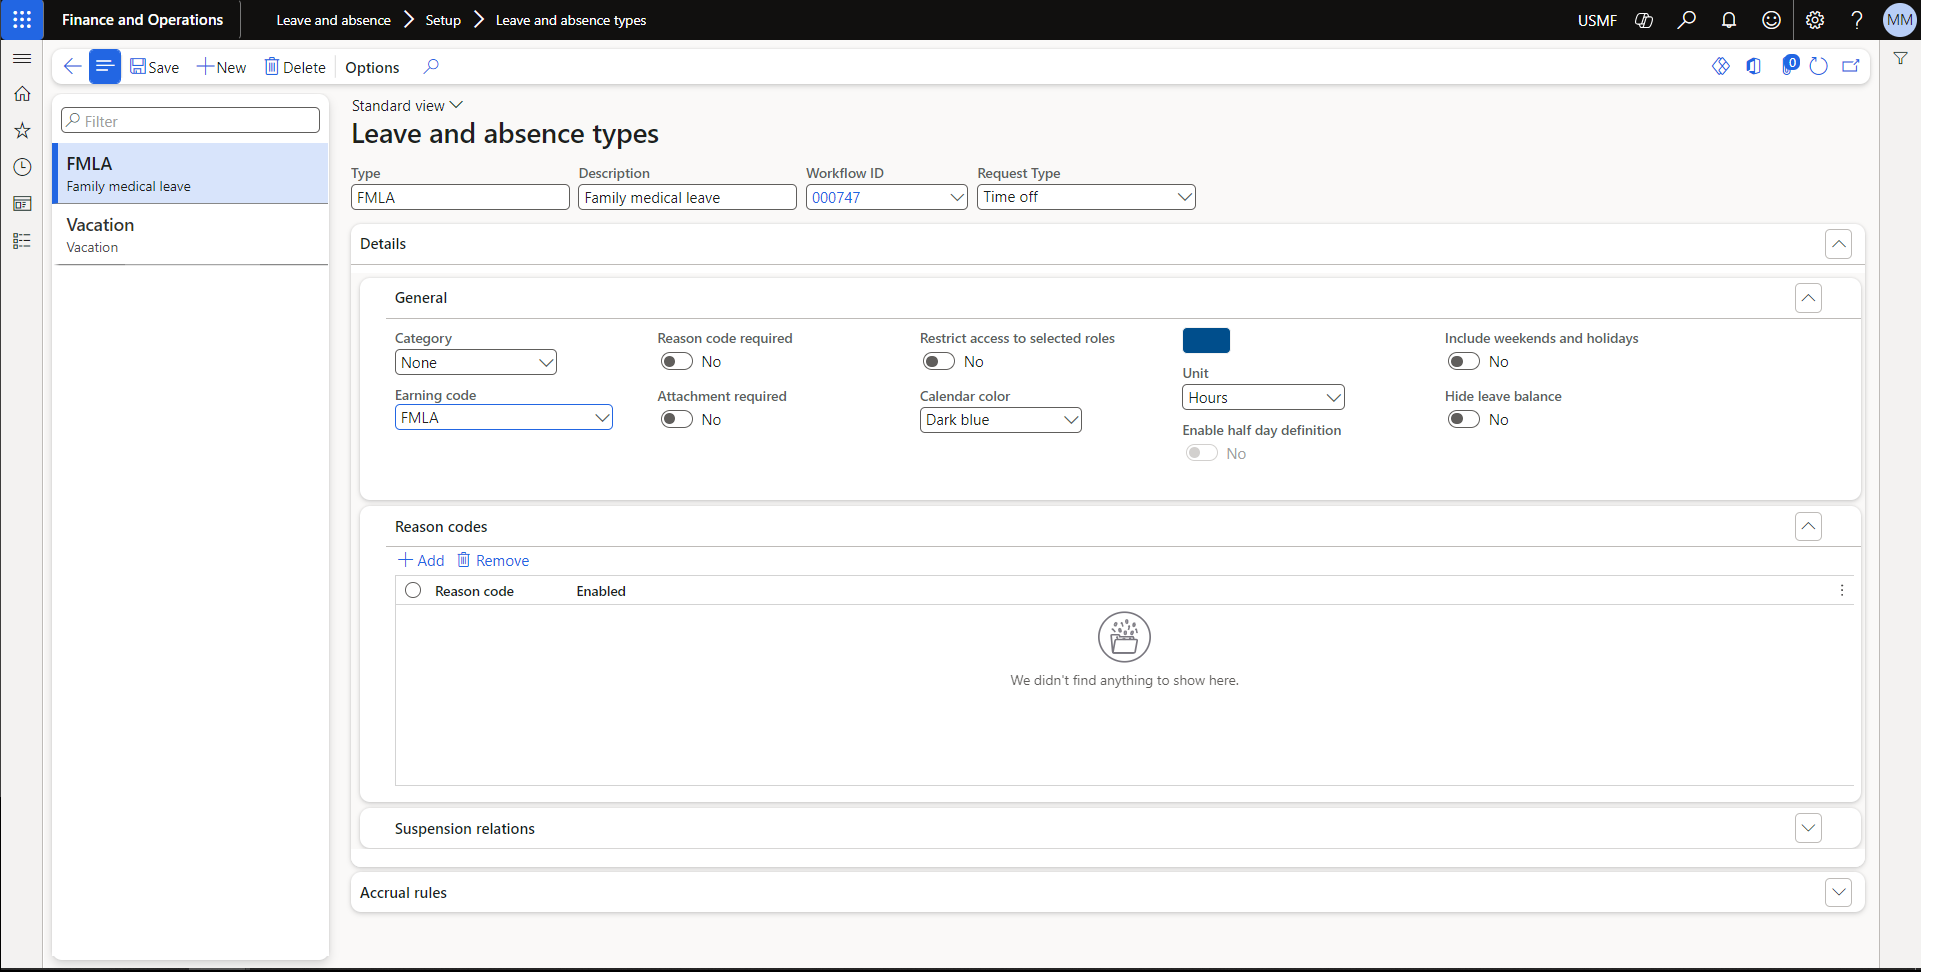 Finance and Operations
Leave and absence
Setup
Leave and absence types
USMF
MM
Save
New
Delete
Options
0
Filter
FMLA
Family medical leave
Vacation
Vacation
Standard view
Leave and absence types
Type
Description
Workflow ID
Request Type
FMLA
Family medical leave
000747
Time off
Details
General
Category
None
Earning code
FMLA
Reason code required
No
Attachment required
No
Restrict access to selected roles
No
Calendar color
Dark blue
Unit
Hours
Enable half day definition
No
Include weekends and holidays
No
Hide leave balance
No
Reason codes
Add
Remove
Reason code
Enabled
We didn't find anything to show here.
Suspension relations
Accrual rules